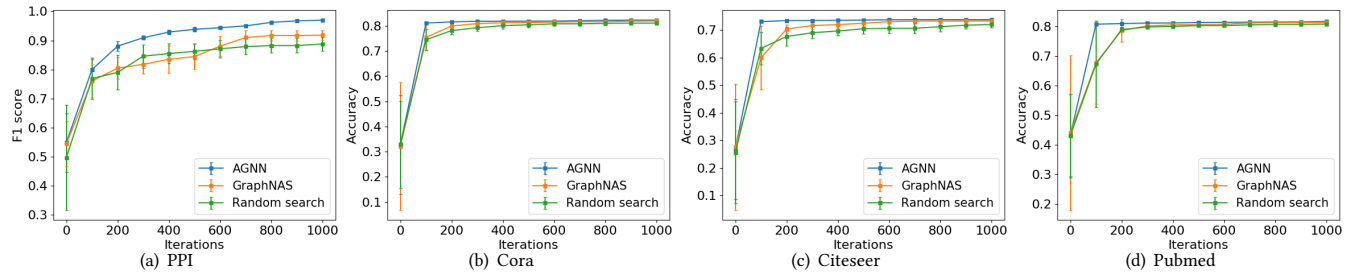 F1 score
1.0
0.9
0.8
0.7
0.6
0.5
0.4
0.3
AGNN
GraphNAS
Random search
0 200 400 600 800 1000
Iterations
(a) PPI
Accuracy
0.8
0.7
0.6
0.5
0.4
0.3
0.2
0.1
AGNN
GraphNAS
Random search
0 200 400 600 800 1000
Iterations
(b) Cora
Accuracy
0.7
0.6
0.5
0.4
0.3
0.2
0.1
AGNN
GraphNAS
Random search
0 200 400 600 800 1000
Iterations
(c) Citeseer
Accuracy
0.8
0.7
0.6
0.5
0.4
0.3
0.2
AGNN
GraphNAS
Random search
0 200 400 600 800 1000
Iterations
(d) Pubmed